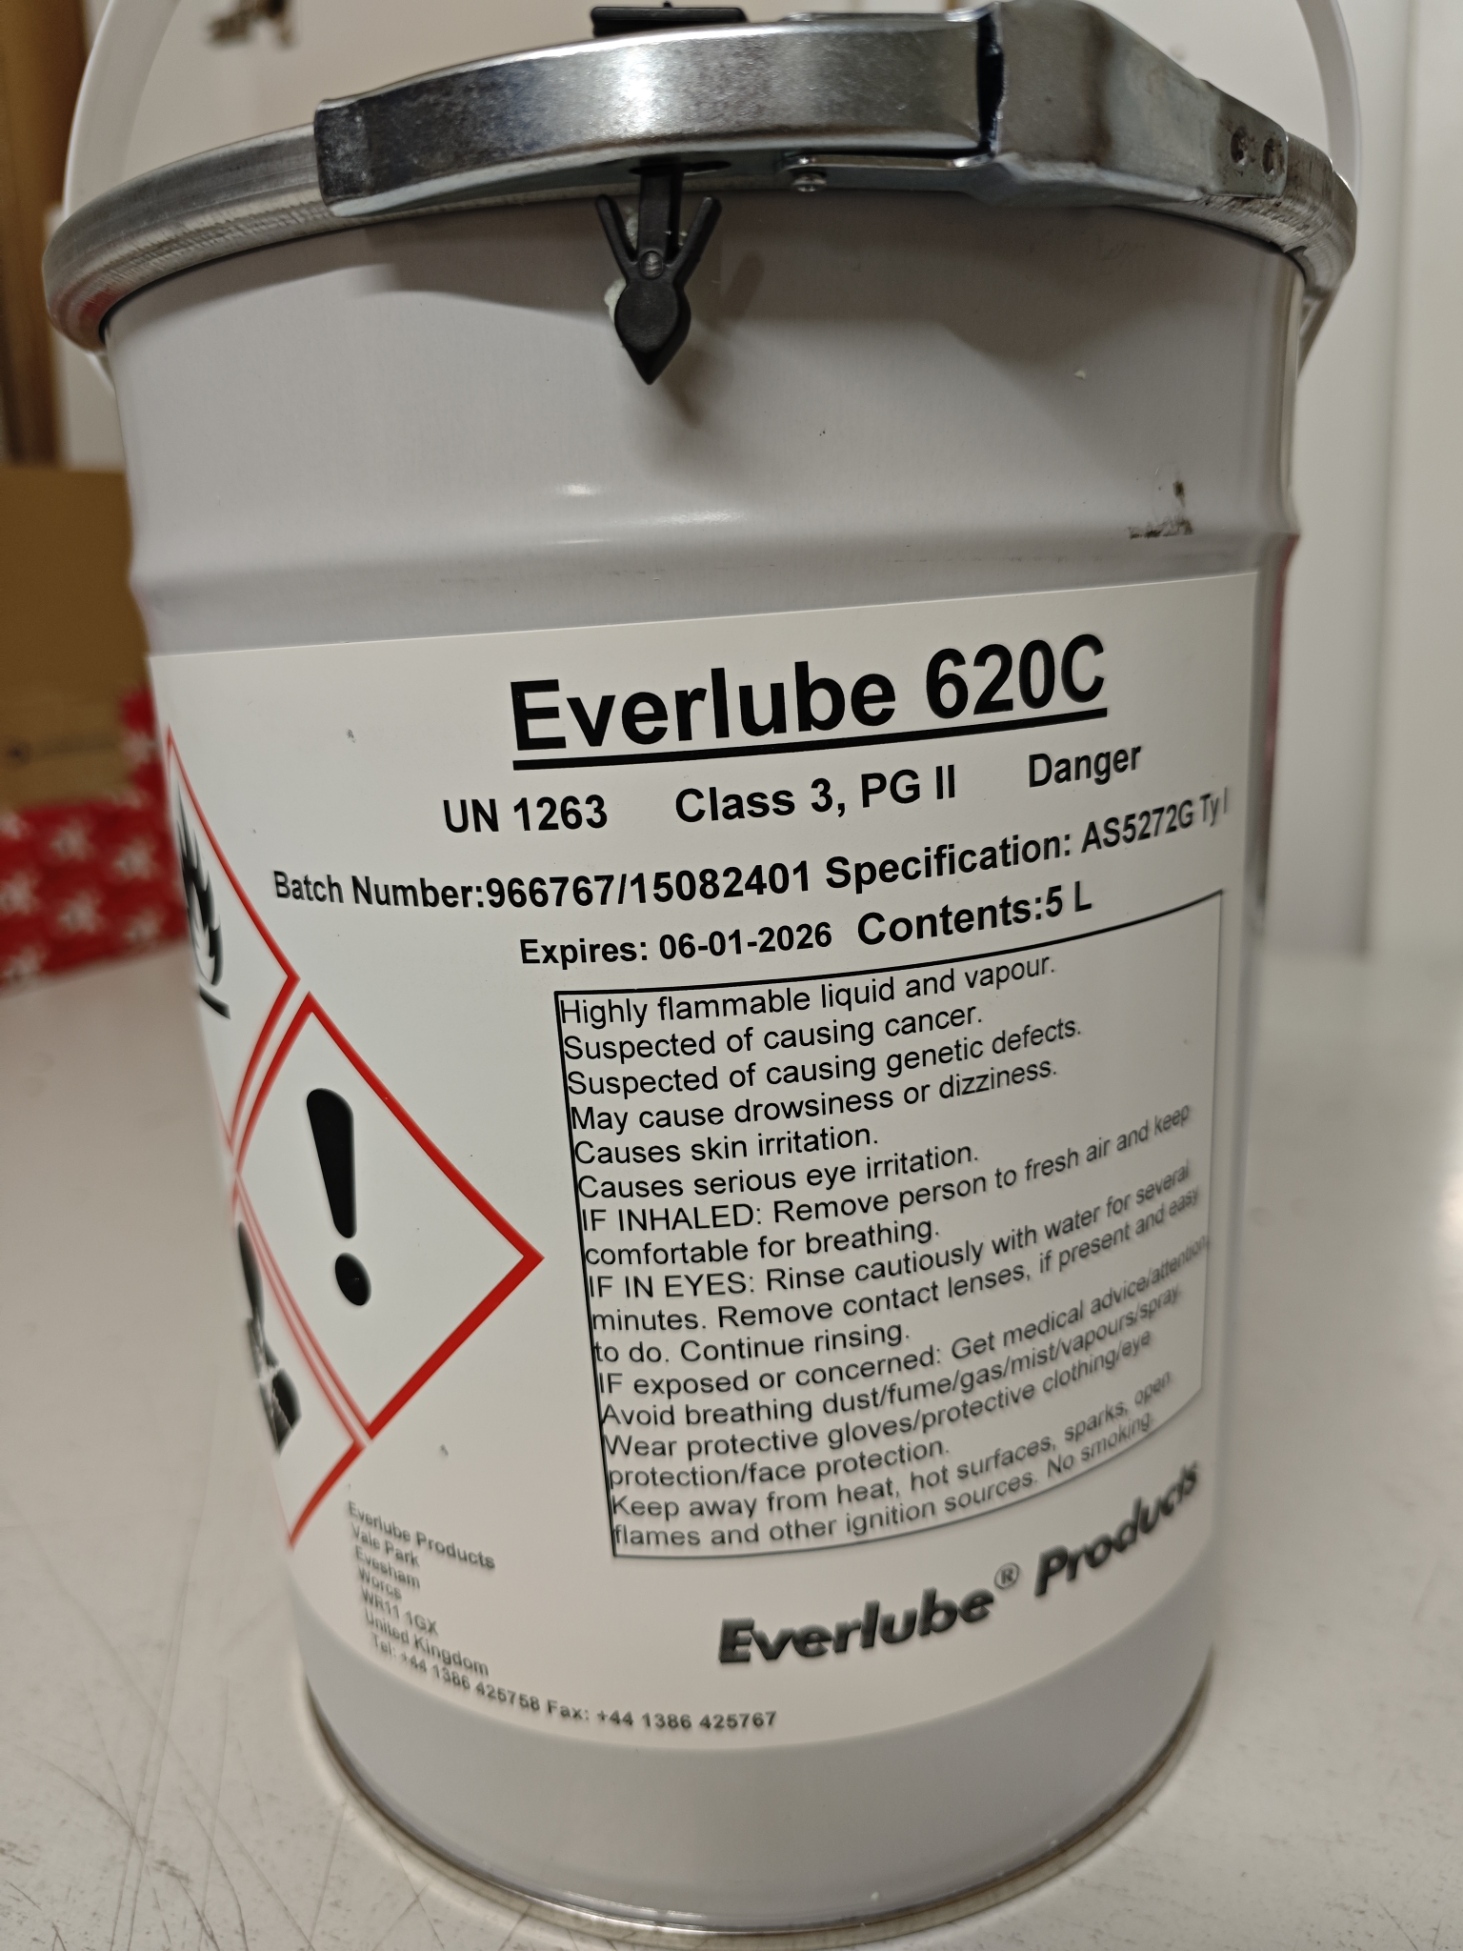 Everlube 620C
UN 1263 Class 3, PG II Danger
Batch Number:966767/15082401 Specification: AS5272G Ty I
Expires: 06-01-2026 Contents:5 L
Highly flammable liquid and vapour.
Suspected of causing cancer.
Suspected of causing genetic defects.
May cause drowsiness or dizziness.
Causes skin irritation.
Causes serious eye irritation.
IF INHALED: Remove person to fresh air and keep
comfortable for breathing.
IF IN EYES: Rinse cautiously with water for several
minutes. Remove contact lenses, if present and easy
to do. Continue rinsing.
IF exposed or concerned: Get medical advice/attention.
Avoid breathing dust/fume/gas/mist/vapours/spray.
Wear protective gloves/protective clothing/eye
protection/face protection.
Keep away from heat, hot surfaces, sparks, open
flames and other ignition sources. No smoking.
Everlube Products
Vale Park
Evesham
Worcs
WR11 1GX
United Kingdom
Tel: +44 1386 425758 Fax: +44 1386 425767
Everlube® Products